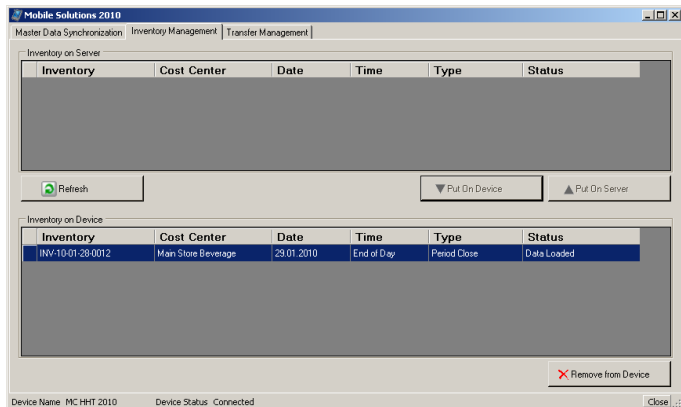 Mobile Solutions 2010
Master Data Synchronization Inventory Management Transfer Management
Inventory on Server
Inventory Cost Center Date Time Type Status
Refresh Put On Device Put On Server
Inventory on Device
Inventory Cost Center Date Time Type Status
INV-10-01-28-0012 Main Store Beverage 29.01.2010 End of Day Period Close Data Loaded
Remove from Device
Device Name MC HHT 2010 Device Status Connected Close